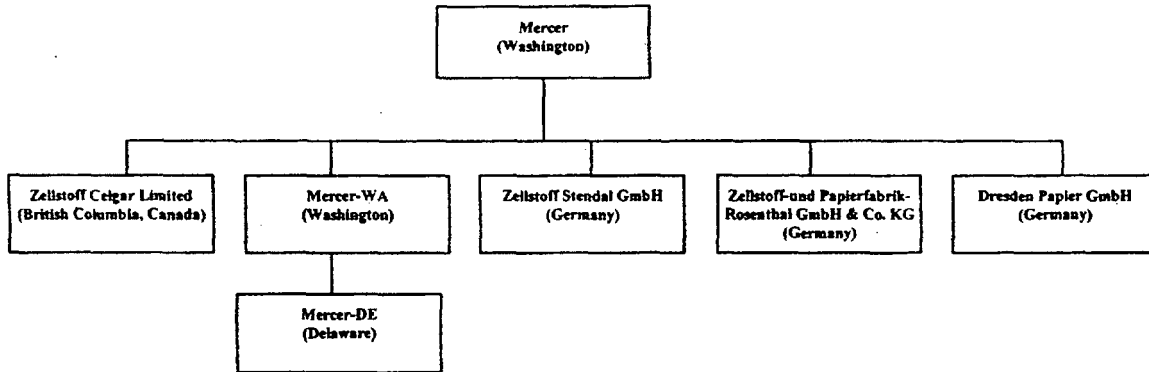 Mercer
(Washington)
Zellstoff Celgar Limited
(British Columbia, Canada)
Mercer-WA
(Washington)
Zellstoff Stendal GmbH
(Germany)
Zellstoff-und Papierfabrik-
Rosenthal GmbH & Co. KG
(Germany)
Dresden Papier GmbH
(Germany)
Mercer-DE
(Delaware)